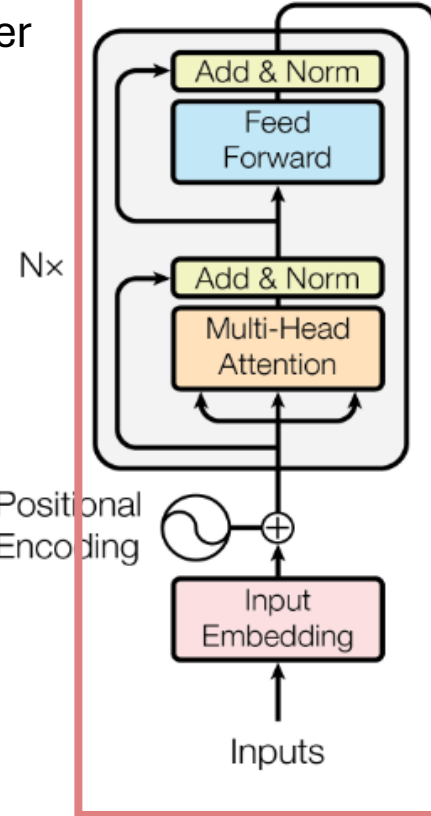 er
Add & Norm
Feed
Forward
N×
Add & Norm
Multi-Head
Attention
Positional
Encoding
Input
Embedding
Inputs